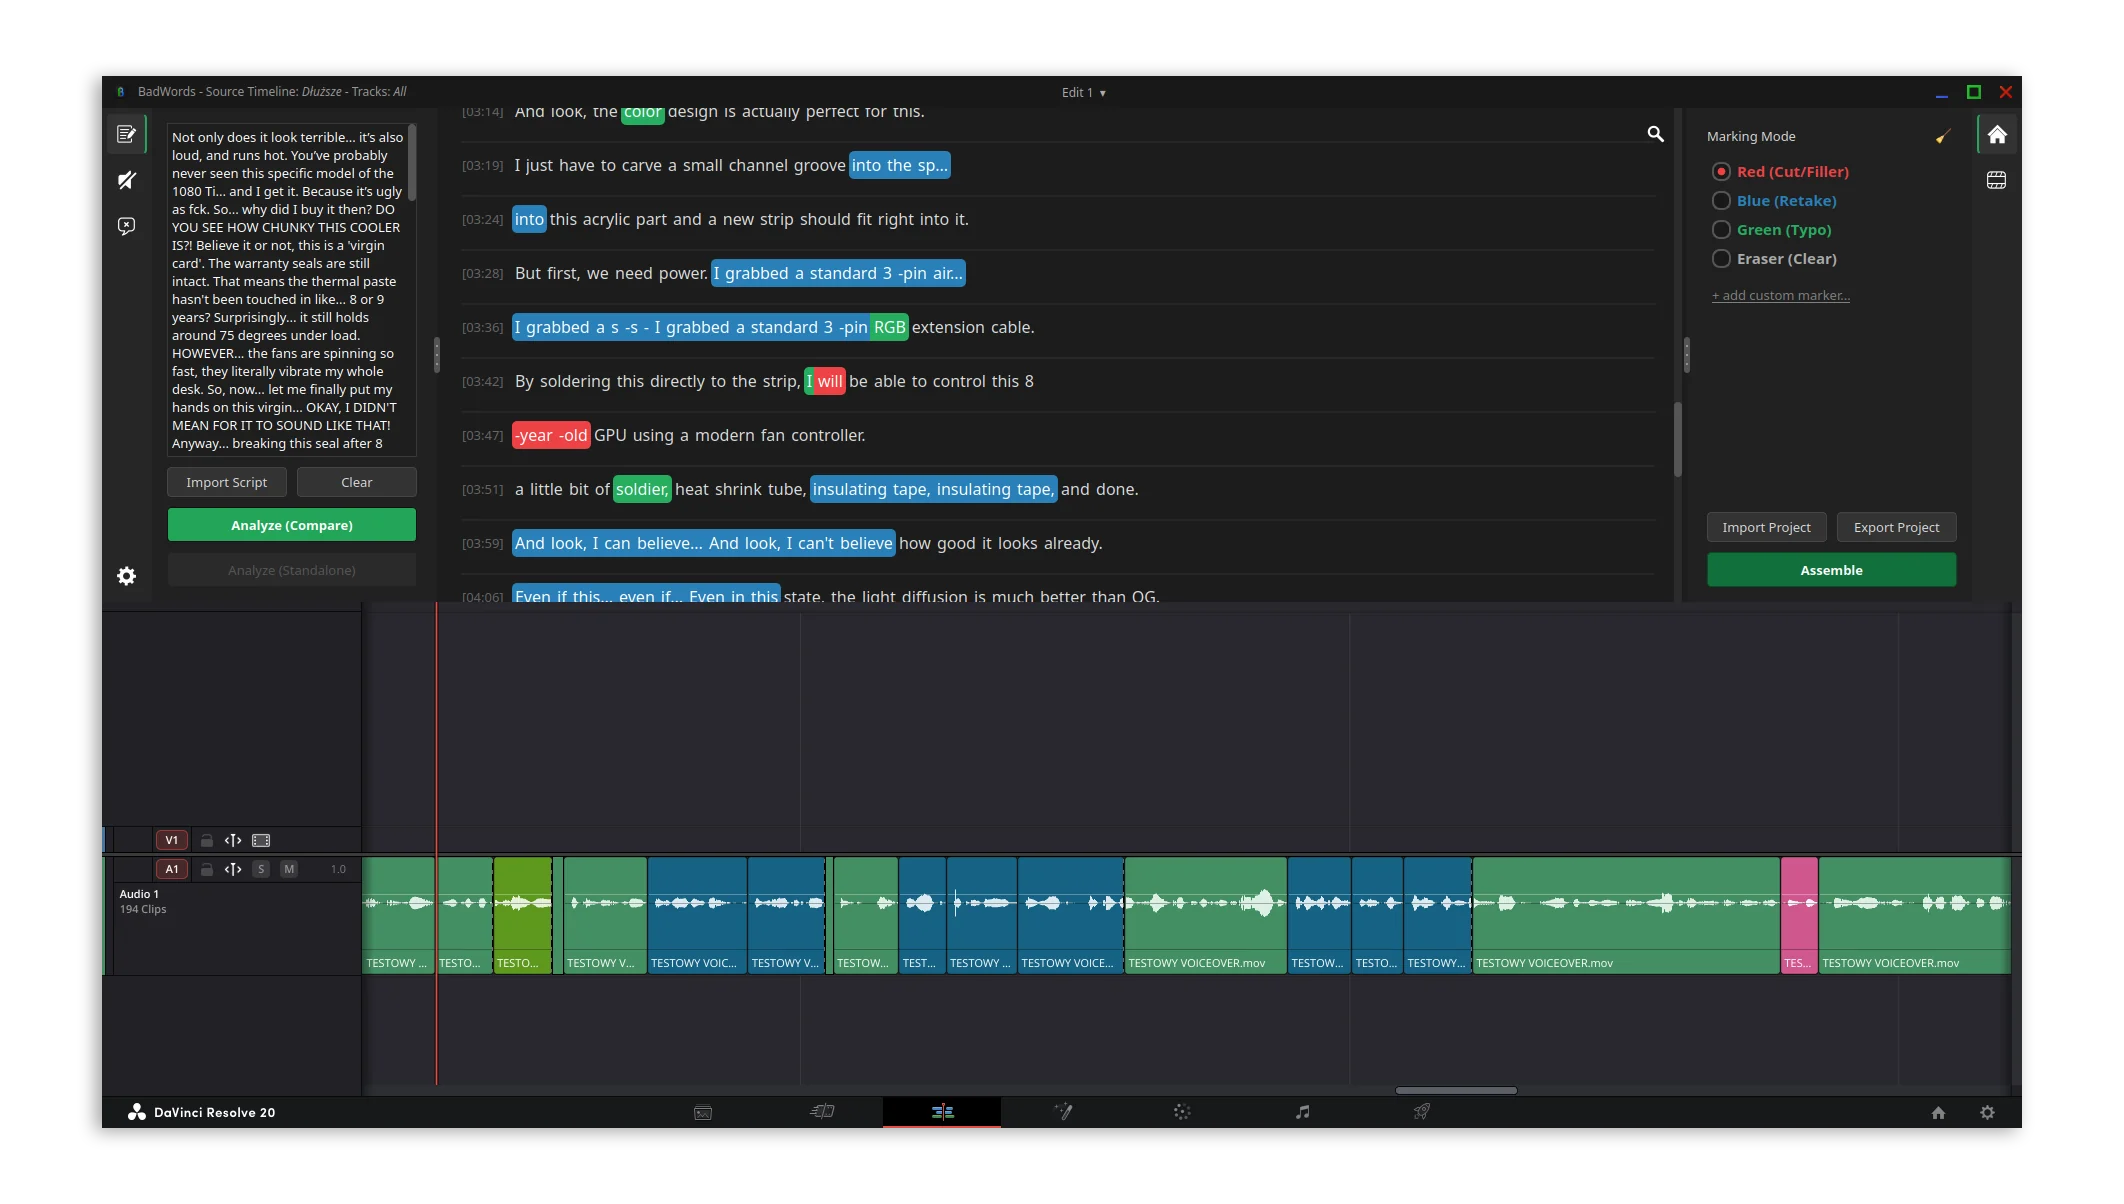 BadWords - Source Timeline: Dłuższe - Tracks: All
Edit 1 ▾
Not only does it look terrible... it's also
loud, and runs hot. You've probably
never seen this specific model of the
1080 Ti... and I get it. Because it's ugly
as fck. So... why did I buy it then? DO
YOU SEE HOW CHUNKY THIS COOLER
IS?! Believe it or not, this is a 'virgin
card'. The warranty seals are still
intact. That means the thermal paste
hasn't been touched in like... 8 or 9
years? Surprisingly... it still holds
around 75 degrees under load.
HOWEVER... the fans are spinning so
fast, they literally vibrate my whole
desk. So, now... let me finally put my
hands on this virgin... OKAY, I DIDN'T
MEAN FOR IT TO SOUND LIKE THAT!
Anyway... breaking this seal after 8
Import Script
Clear
Analyze (Compare)
Analyze (Standalone)
[03:14] And look, the color design is actually perfect for this.
[03:19] I just have to carve a small channel groove into the sp...
[03:24] into this acrylic part and a new strip should fit right into it.
[03:28] But first, we need power. I grabbed a standard 3 -pin air...
[03:36] I grabbed a s -s - I grabbed a standard 3 -pin RGB extension cable.
[03:42] By soldering this directly to the strip, I will be able to control this 8
[03:47] -year -old GPU using a modern fan controller.
[03:51] a little bit of soldier, heat shrink tube, insulating tape, insulating tape, and done.
[03:59] And look, I can believe... And look, I can't believe how good it looks already.
[04:06] Even if this... even if... Even in this state, the light diffusion is much better than OG.
Marking Mode
Red (Cut/Filler)
Blue (Retake)
Green (Typo)
Eraser (Clear)
+ add custom marker...
Import Project
Export Project
Assemble
V1
A1
S
M
1.0
Audio 1
194 Clips
TESTOWY ...
TESTO...
TESTO...
TESTOWY V...
TESTOWY VOIC...
TESTOWY V...
TESTOW...
TEST...
TESTOWY ...
TESTOWY VOICE...
TESTOWY VOICEOVER.mov
TESTOW...
TESTO...
TESTOWY...
TESTOWY VOICEOVER.mov
TES...
TESTOWY VOICEOVER.mov
DaVinci Resolve 20